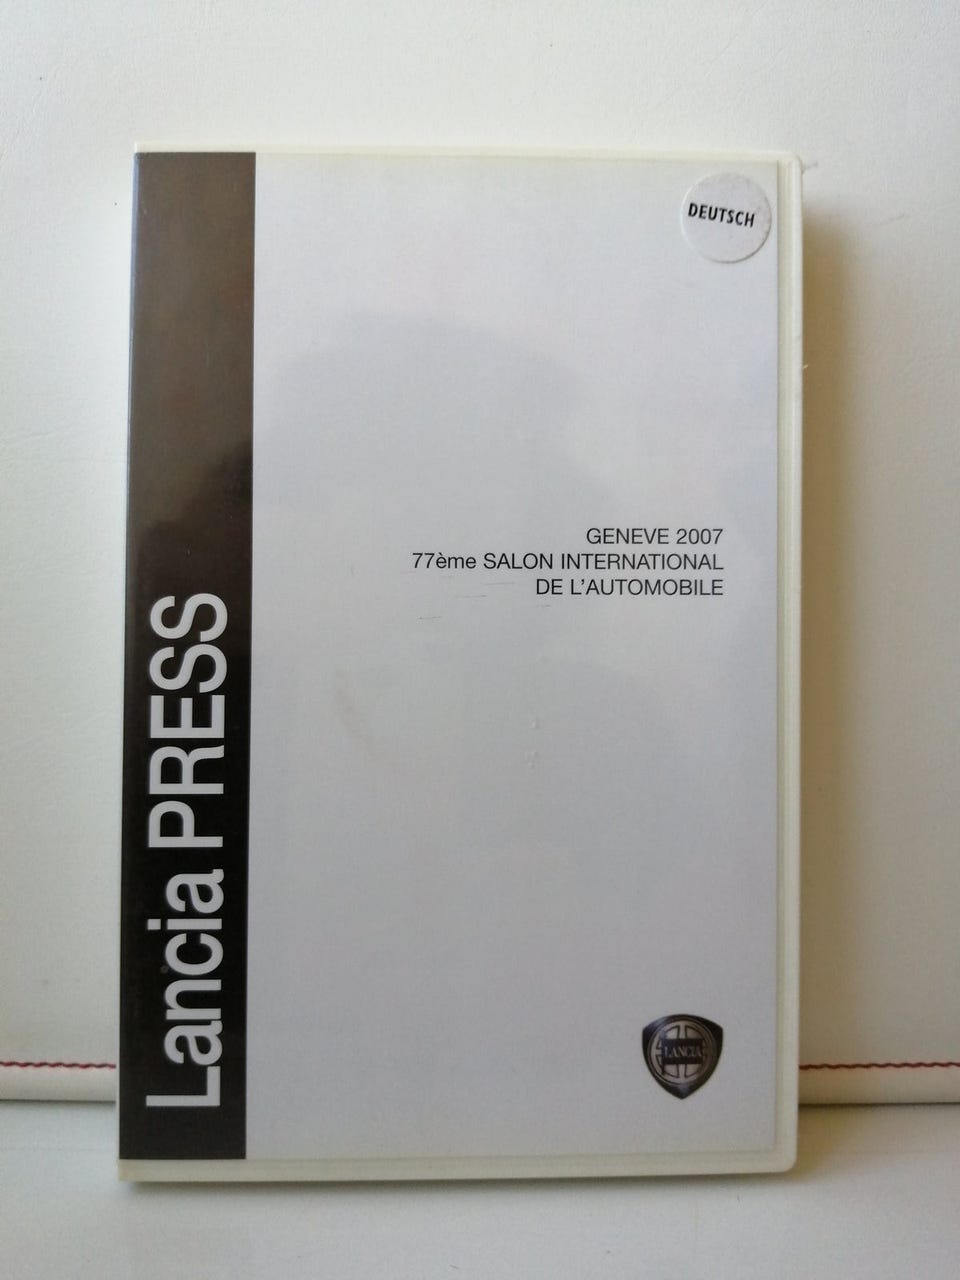 DEUTSCH
GENEVE 2007
77ème SALON INTERNATIONAL
DE L'AUTOMOBILE
Lancia PRESS
LANCIA